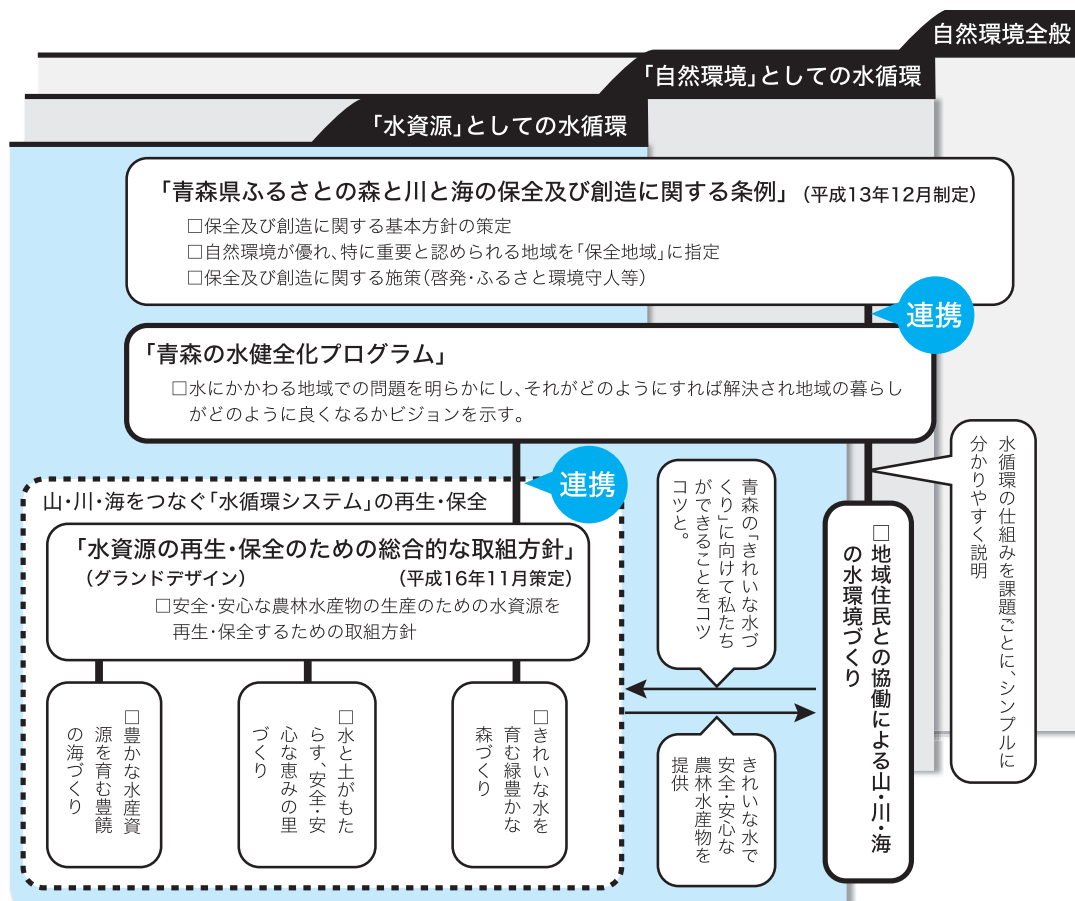 自然環境全般
「自然環境」としての水循環
「水資源」としての水循環
「青森県ふるさとの森と川と海の保全及び創造に関する条例」（平成13年12月制定）
□保全及び創造に関する基本方針の策定
□自然環境が優れ、特に重要と認められる地域を「保全地域」に指定
□保全及び創造に関する施策（啓発・ふるさと環境守人等）
連携
「青森の水健全化プログラム」
□水にかかわる地域での問題を明らかにし、それがどのようにすれば解決され地域の暮らし
がどのように良くなるかビジョンを示す。
連携
山・川・海をつなぐ「水循環システム」の再生・保全
「水資源の再生・保全のための総合的な取組方針」
（グランドデザイン）　（平成16年11月策定）
□安全・安心な農林水産物の生産のための水資源を
再生・保全するための取組方針
□きれいな水を
育む緑豊かな
森づくり
□水と土がもた
らす、安全・安
心な恵みの里
づくり
□豊かな水産資
源を育む豊饒
の海づくり
青森の「きれいな水づ
くり」に向けて私たち
ができることをコツ
コツと。
きれいな水で
安全・安心な
農林水産物を
提供
□地域住民との協働による山・川・海
の水環境づくり
水循環の仕組みを課題ごとに、シンプルに
分かりやすく説明